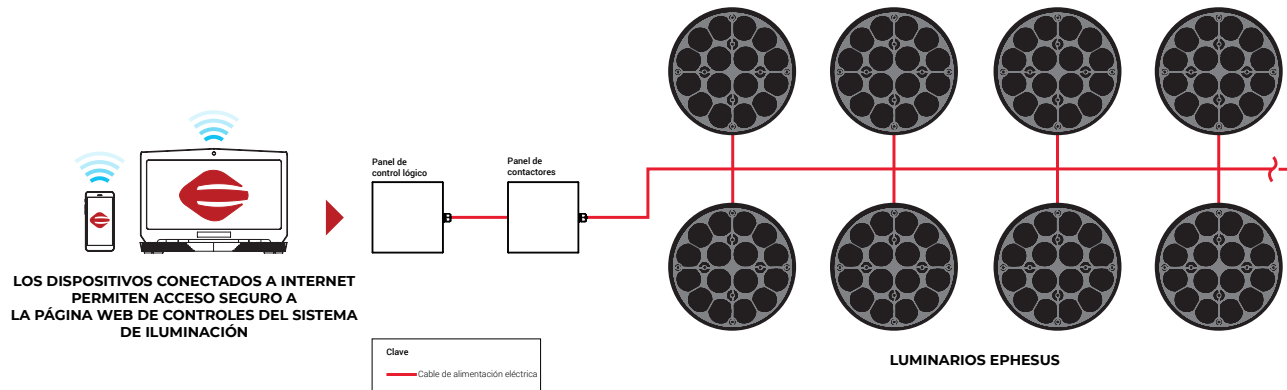 Panel de
control lógico
Panel de
contactores
LOS DISPOSITIVOS CONECTADOS A INTERNET
PERMITEN ACCESO SEGURO A
LA PÁGINA WEB DE CONTROLES DEL SISTEMA
DE ILUMINACIÓN
Clave
Cable de alimentación eléctrica
LUMINARIOS EPHESUS